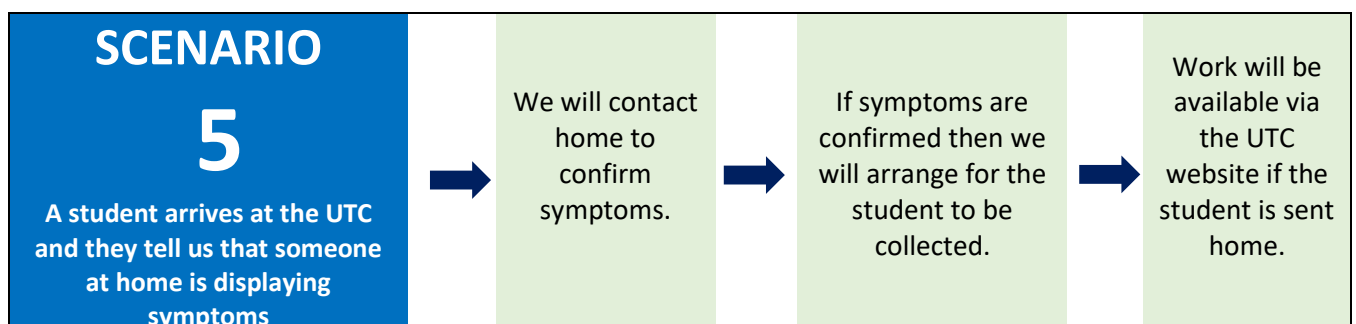 SCENARIO
5
A student arrives at the UTC
and they tell us that someone
at home is displaying
symptoms
We will contact
home to
confirm
symptoms.
If symptoms are
confirmed then we
will arrange for the
student to be
collected.
Work will be
available via
the UTC
website if the
student is sent
home.